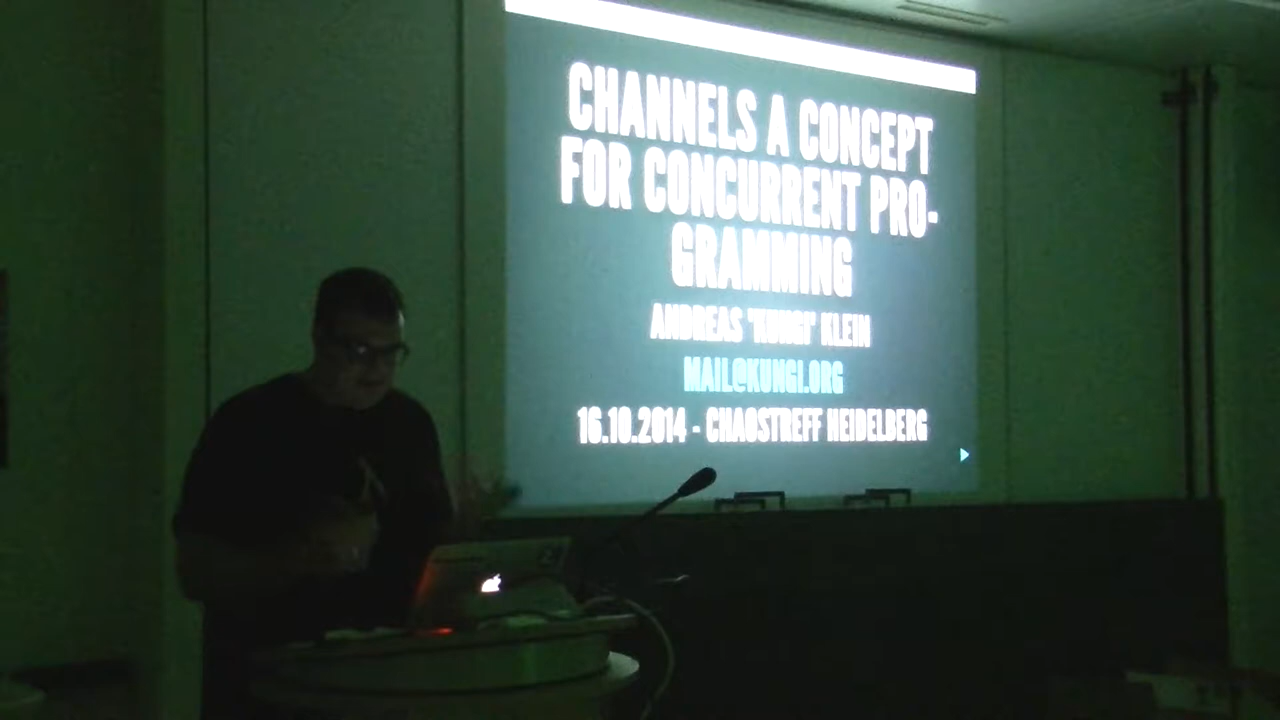 CHANNELS A CONCEPT
FOR CONCURRENT PRO-
GRAMMING
ANDREAS "KUNGI" KLEIN
MAIL@KUNGI.ORG
16.10.2014 - CHAOSTREFF HEIDELBERG